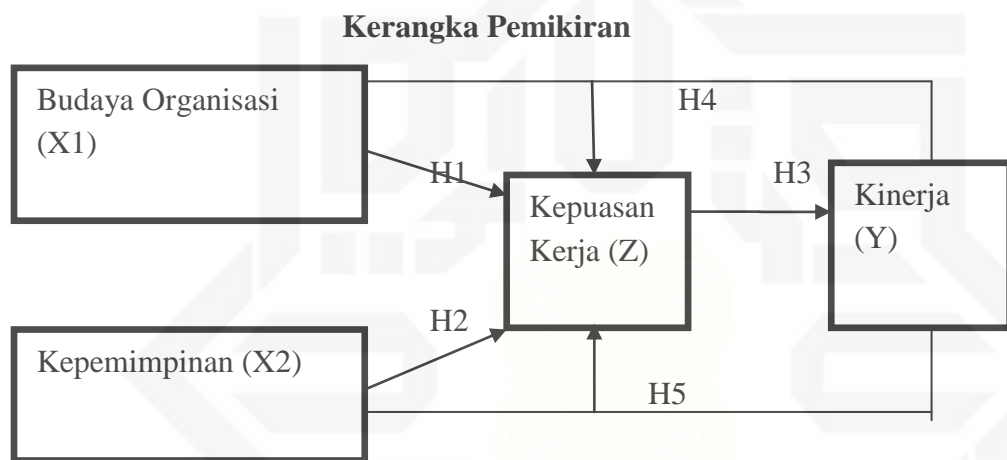 Kerangka Pemikiran
Budaya Organisasi
(X1)
H4
H1
H3
Kepuasan
Kerja (Z)
Kinerja
(Y)
H2
Kepemimpinan (X2)
H5